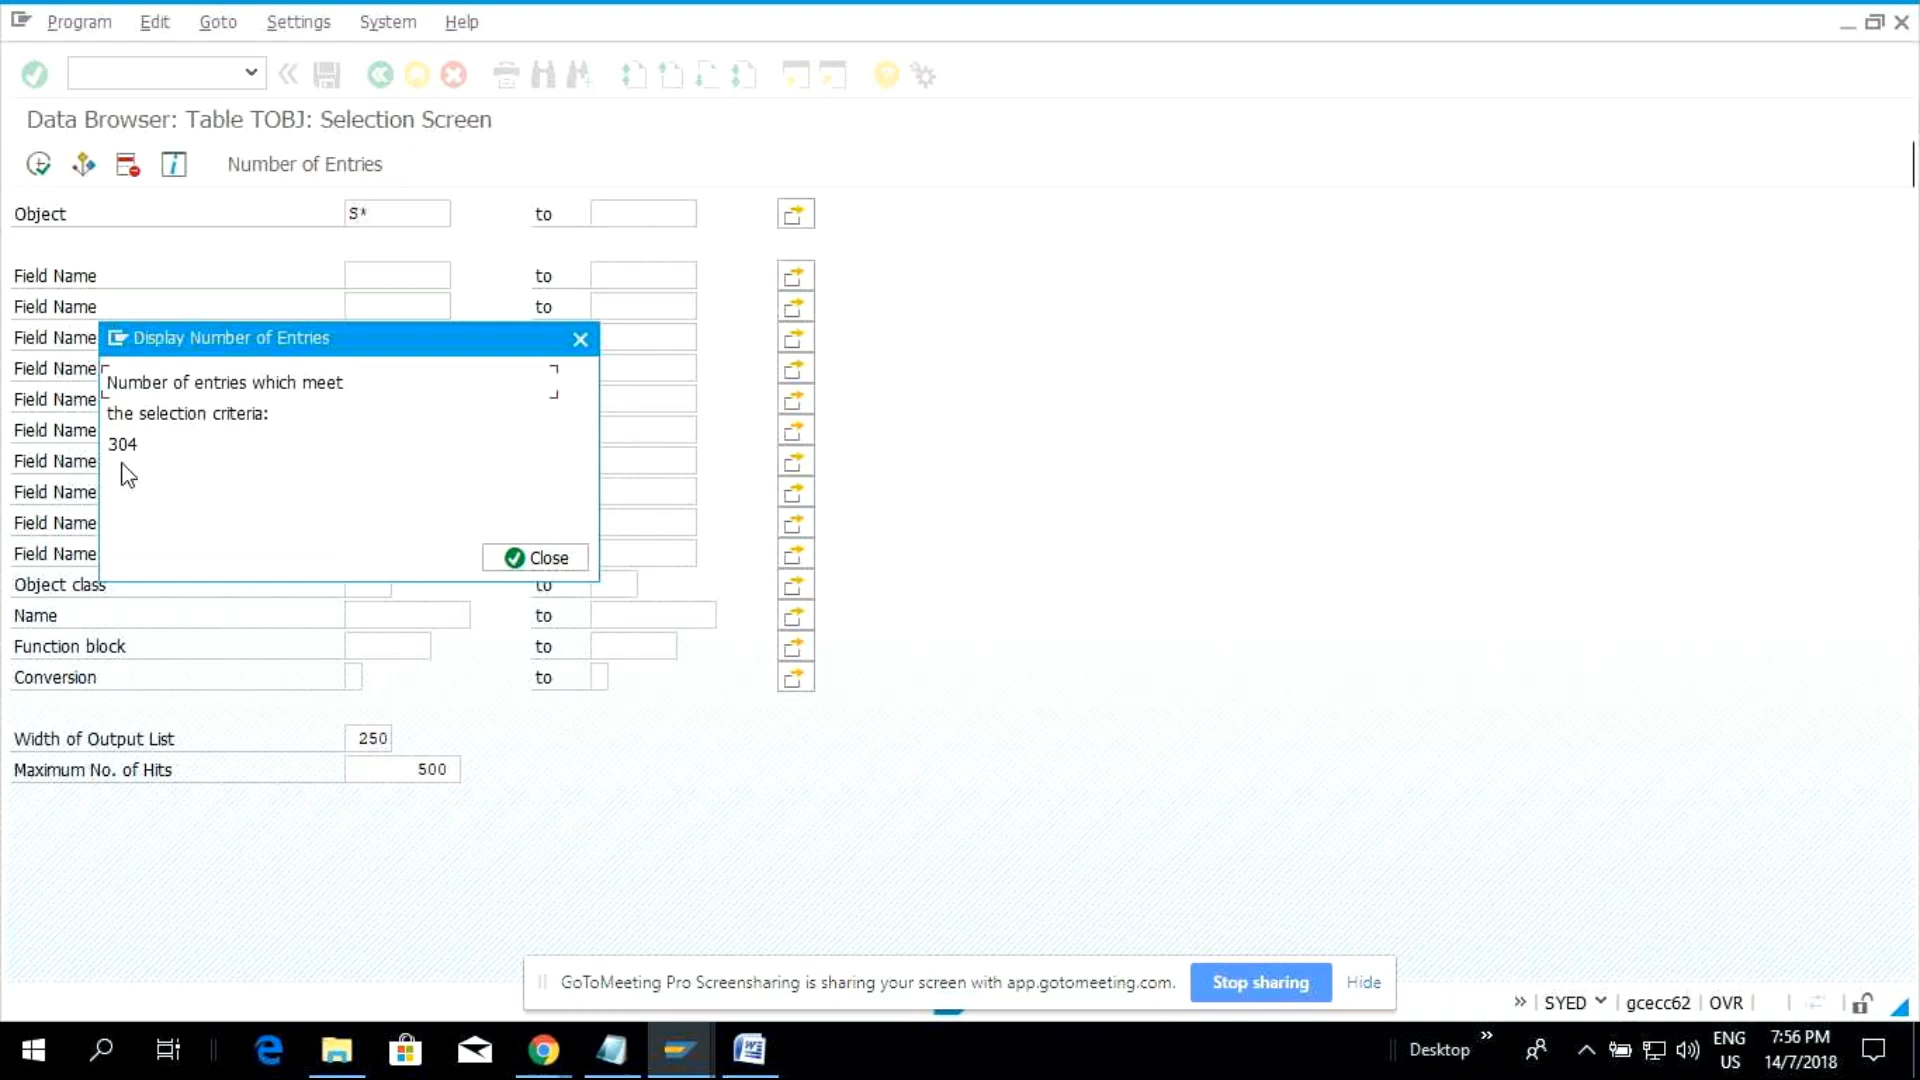 Program Edit Goto Settings System Help
Data Browser: Table TOBJ: Selection Screen
Number of Entries
Object S* to
Field Name to
Field Name to
Field Name
Display Number of Entries
Field Name
Number of entries which meet
Field Name
the selection criteria:
Field Name
304
Field Name
Field Name
Field Name
Field Name
Close
Object class to
Name to
Function block to
Conversion to
Width of Output List 250
Maximum No. of Hits 500
GoToMeeting Pro Screensharing is sharing your screen with app.gotomeeting.com. Stop sharing Hide
SYED gcecc62 OVR
Desktop
ENG
US
7:56 PM
14/7/2018